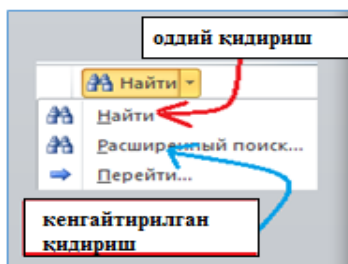 оддий қидириш
Найти
Найти
Расширенный поиск...
Перейти...
кенгайтирилган
қидириш